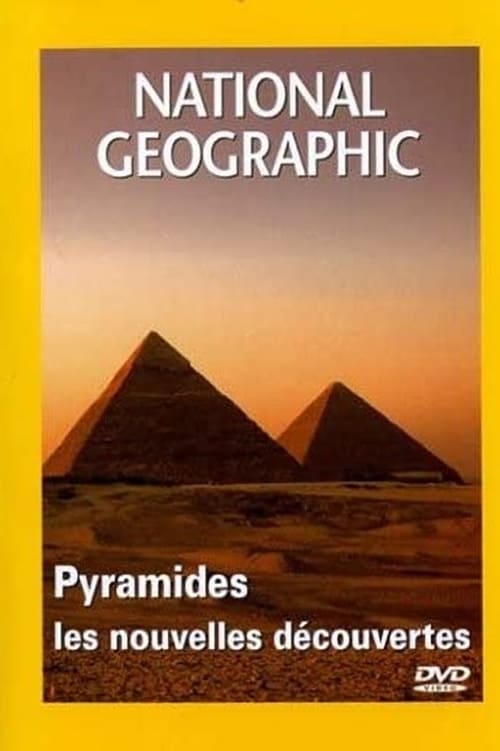 NATIONAL
GEOGRAPHIC
Pyramides
les nouvelles découvertes
DVD
VIDEO